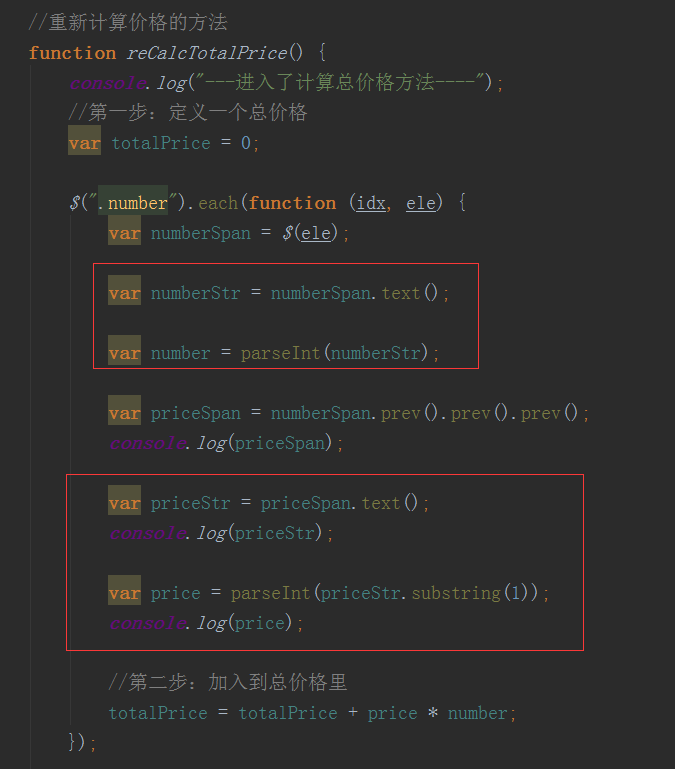 //重新计算价格的方法
function reCalcTotalPrice() {
console.log("---进入了计算总价格方法----");
//第一步：定义一个总价格
var totalPrice = 0;
$(".number").each(function (idx, ele) {
var numberSpan = $(ele);
var numberStr = numberSpan.text();
var number = parseInt(numberStr);
var priceSpan = numberSpan.prev().prev().prev();
console.log(priceSpan);
var priceStr = priceSpan.text();
console.log(priceStr);
var price = parseInt(priceStr.substring(1));
console.log(price);
//第二步：加入到总价格里
totalPrice = totalPrice + price * number;
});